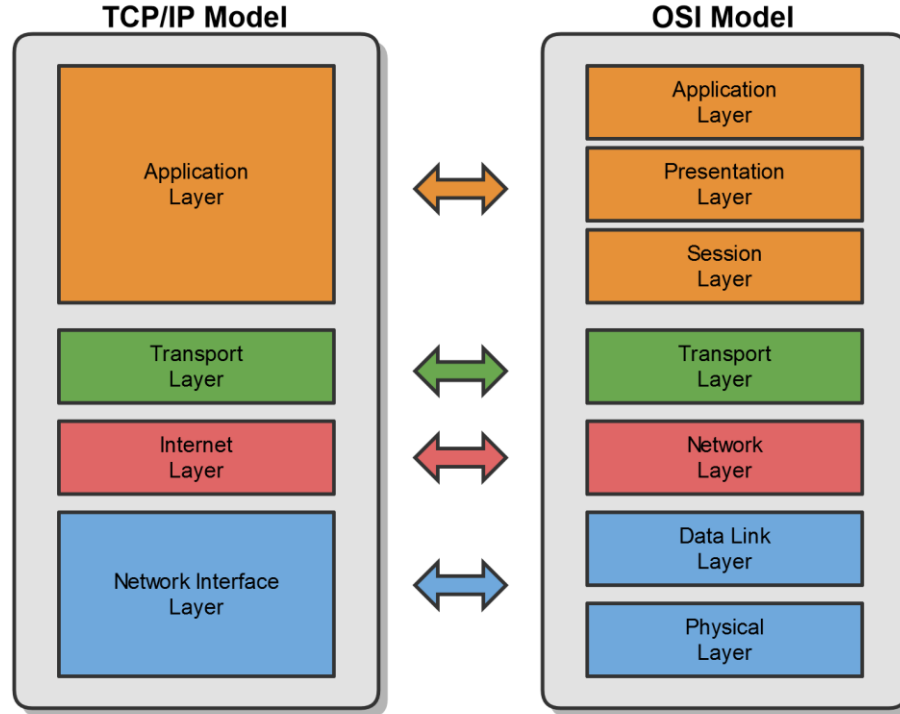 TCP/IP Model
Application
Layer
Transport
Layer
Internet
Layer
Network Interface
Layer
OSI Model
Application
Layer
Presentation
Layer
Session
Layer
Transport
Layer
Network
Layer
Data Link
Layer
Physical
Layer